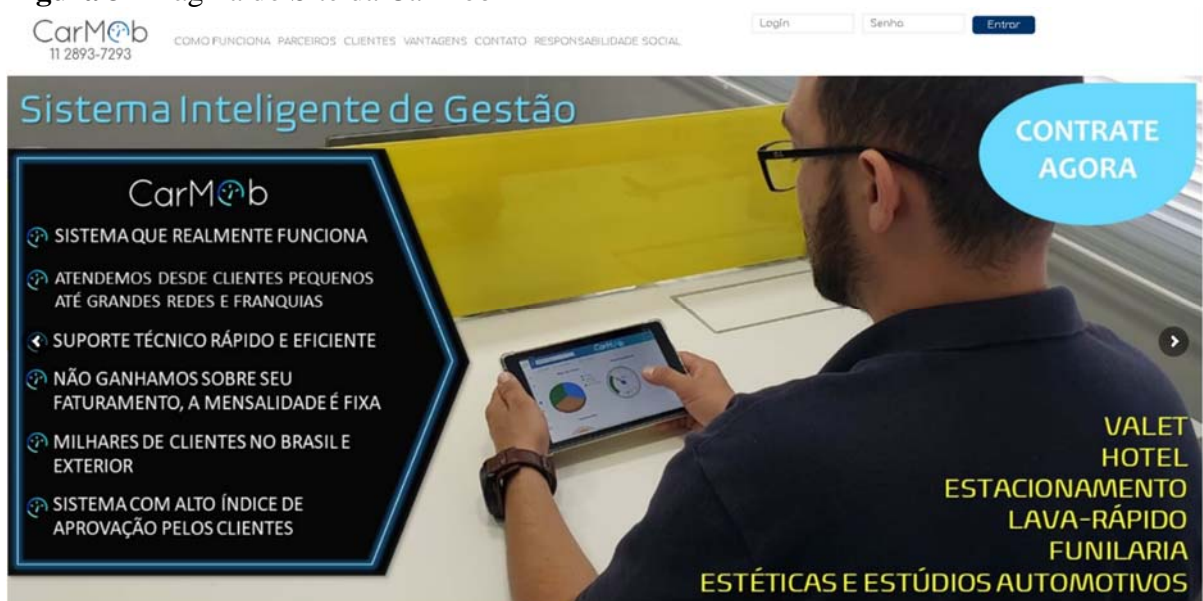 CarMob
11 2893-7293
COMO FUNCIONA PARCEIROS CLIENTES VANTAGENS CONTATO RESPONSABILIDADE SOCIAL
Login
Senha
Entrar
Sistema Inteligente de Gestão
CONTRATE
AGORA
CarMob
SISTEMA QUE REALMENTE FUNCIONA
ATENDEMOS DESDE CLIENTES PEQUENOS
ATÉ GRANDES REDES E FRANQUIAS
SUPORTE TÉCNICO RÁPIDO E EFICIENTE
NÃO GANHAMOS SOBRE SEU
FATURAMENTO, A MENSALIDADE É FIXA
MILHARES DE CLIENTES NO BRASIL E
EXTERIOR
SISTEMA COM ALTO ÍNDICE DE
APROVAÇÃO PELOS CLIENTES
CarMob
VALET
HOTEL
ESTACIONAMENTO
LAVA-RÁPIDO
FUNILARIA
ESTÉTICAS E ESTÚDIOS AUTOMOTIVOS